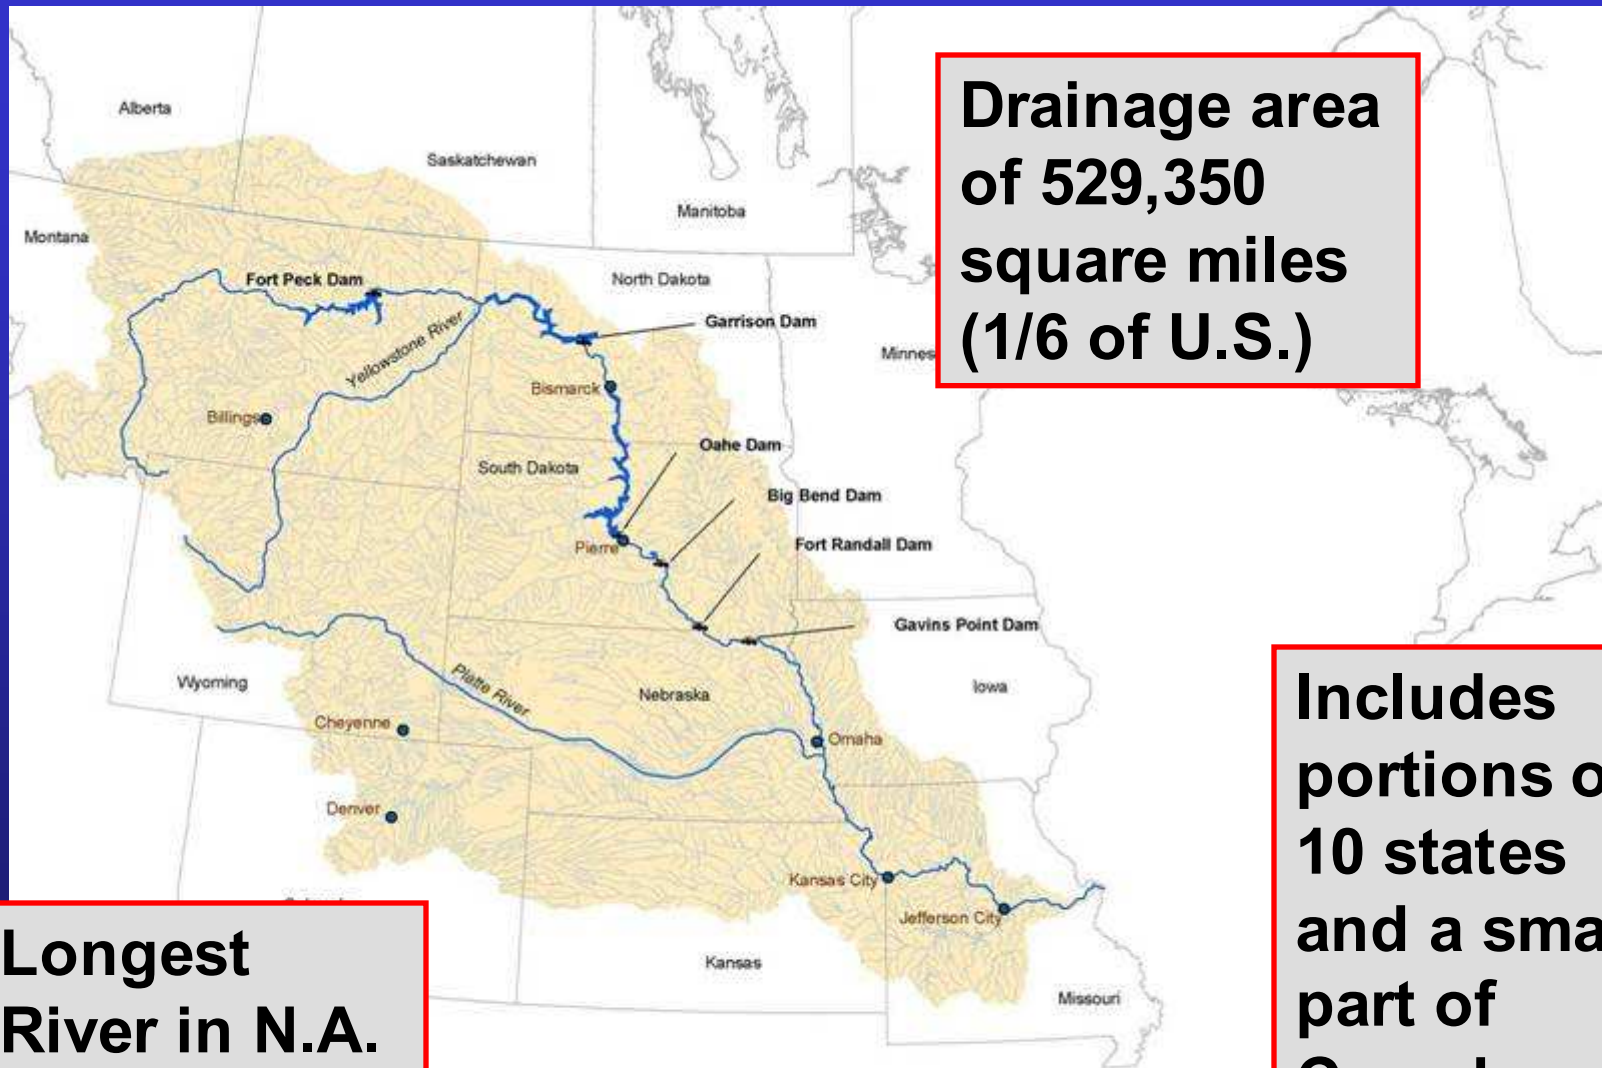 Alberta
Saskatchewan
Manitoba
Montana
Drainage area
of 529,350
square miles
(1/6 of U.S.)
Fort Peck Dam
North Dakota
Garrison Dam
Yellowstone River
Minnes
Bismarck
Billings
Oahe Dam
South Dakota
Big Bend Dam
Pierre
Fort Randall Dam
Gavins Point Dam
Wyoming
Platte River
Nebraska
Iowa
Cheyenne
Omaha
Denver
Includes
portions o
10 states
and a sma
part of
Kansas City
Jefferson City
Longest
River in N.A.
Kansas
Missouri